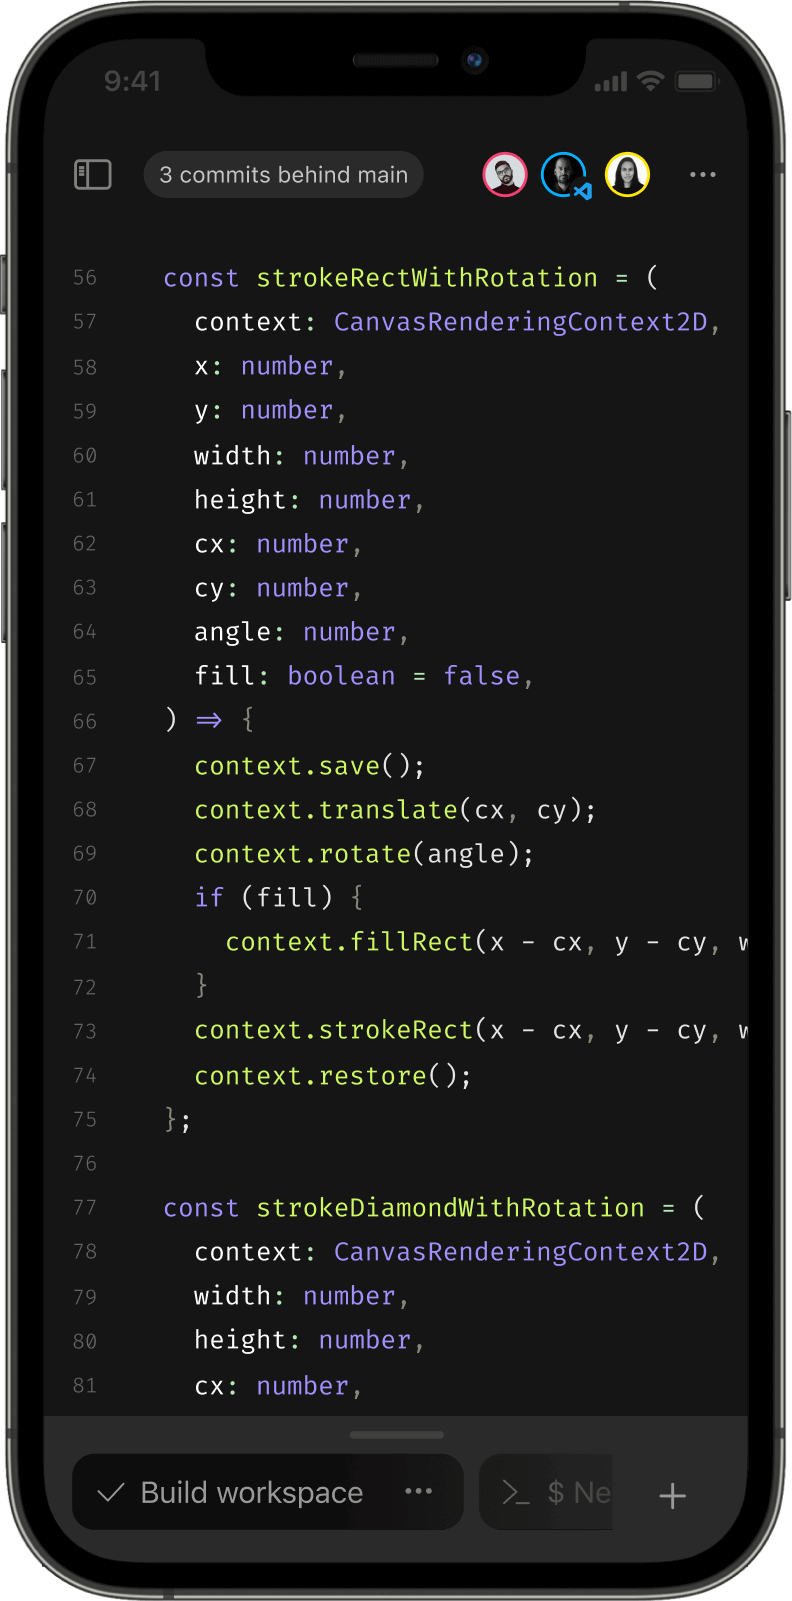 9:41
3 commits behind main
56 const strokeRectWithRotation = (
57 context: CanvasRenderingContext2D,
58 x: number,
59 y: number,
60 width: number,
61 height: number,
62 cx: number,
63 cy: number,
64 angle: number,
65 fill: boolean = false,
66 ) => {
67 context.save();
68 context.translate(cx, cy);
69 context.rotate(angle);
70 if (fill) {
71 context.fillRect(x - cx, y - cy,
72 }
73 context.strokeRect(x - cx, y - cy,
74 context.restore();
75 };
76
77 const strokeDiamondWithRotation = (
78 context: CanvasRenderingContext2D,
79 width: number,
80 height: number,
81 cx: number,
Build workspace ... >_ $ Ne +